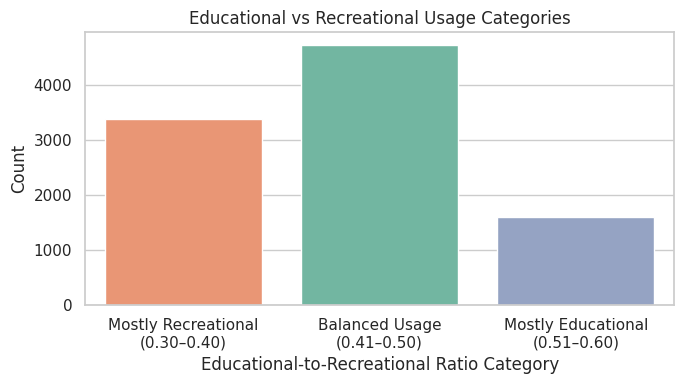 Educational vs Recreational Usage Categories
Count
4000
3000
2000
1000
0
Mostly Recreational
(0.30–0.40)
Balanced Usage
(0.41–0.50)
Mostly Educational
(0.51–0.60)
Educational-to-Recreational Ratio Category